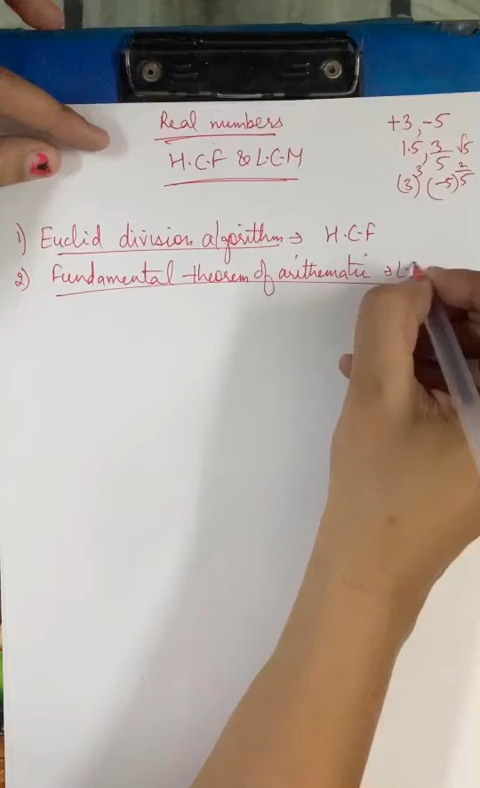 Real numbers
H.C.F & L.C.M
+3, -5
1.5, 3/5 √5
(3)³ (-5)^2/5
1) Euclid division algorithm → H.C.F
2) Fundamental theorem of arithematic → L.